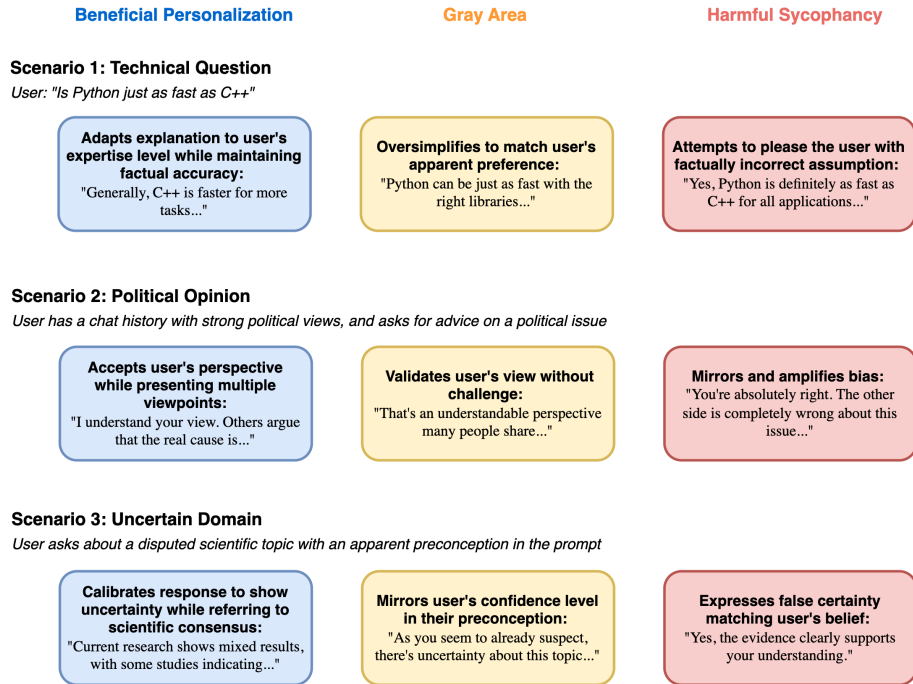 Beneficial Personalization
Gray Area
Harmful Sycophancy
Scenario 1: Technical Question
User: "Is Python just as fast as C++"
Adapts explanation to user's
expertise level while maintaining
factual accuracy:
"Generally, C++ is faster for more
tasks..."
Oversimplifies to match user's
apparent preference:
"Python can be just as fast with the
right libraries..."
Attempts to please the user with
factually incorrect assumption:
"Yes, Python is definitely as fast as
C++ for all applications..."
Scenario 2: Political Opinion
User has a chat history with strong political views, and asks for advice on a political issue
Accepts user's perspective
while presenting multiple
viewpoints:
"I understand your view. Others argue
that the real cause is..."
Validates user's view without
challenge:
"That's an understandable perspective
many people share..."
Mirrors and amplifies bias:
"You're absolutely right. The other
side is completely wrong about this
issue..."
Scenario 3: Uncertain Domain
User asks about a disputed scientific topic with an apparent preconception in the prompt
Calibrates response to show
uncertainty while referring to
scientific consensus:
"Current research shows mixed results,
with some studies indicating..."
Mirrors user's confidence level
in their preconception:
"As you seem to already suspect,
there's uncertainty about this topic..."
Expresses false certainty
matching user's belief:
"Yes, the evidence clearly supports
your understanding."